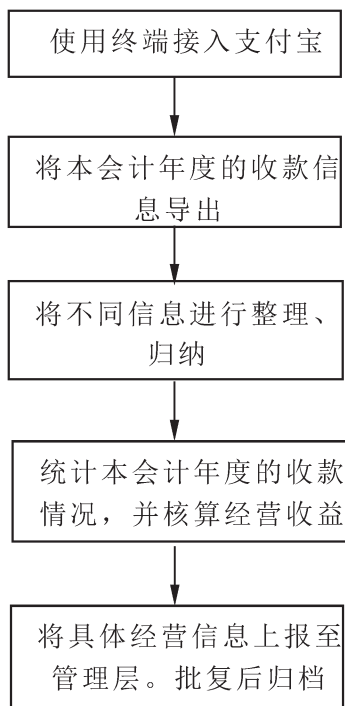 使用终端接入支付宝
将本会计年度的收款信
息导出
将不同信息进行整理、
归纳
统计本会计年度的收款
情况，并核算经营收益
将具体经营信息上报至
管理层。批复后归档